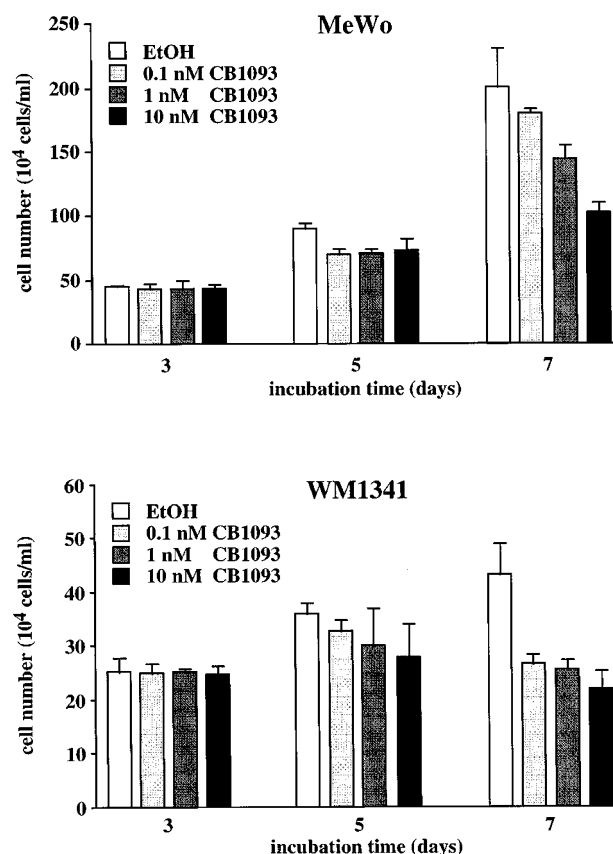 MeWo
250
200
150
100
50
0
cell number (10⁴ cells/ml)
EtOH
0.1 nM CB1093
1 nM CB1093
10 nM CB1093
3 5 7
incubation time (days)
WM1341
60
50
40
30
20
10
0
cell number (10⁴ cells/ml)
EtOH
0.1 nM CB1093
1 nM CB1093
10 nM CB1093
3 5 7
incubation time (days)